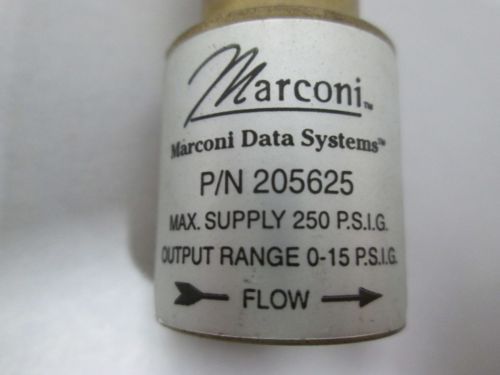 Marconi™
Marconi Data Systems™
P/N 205625
MAX. SUPPLY 250 P.S.I.G.
OUTPUT RANGE 0-15 P.S.I.G.
FLOW